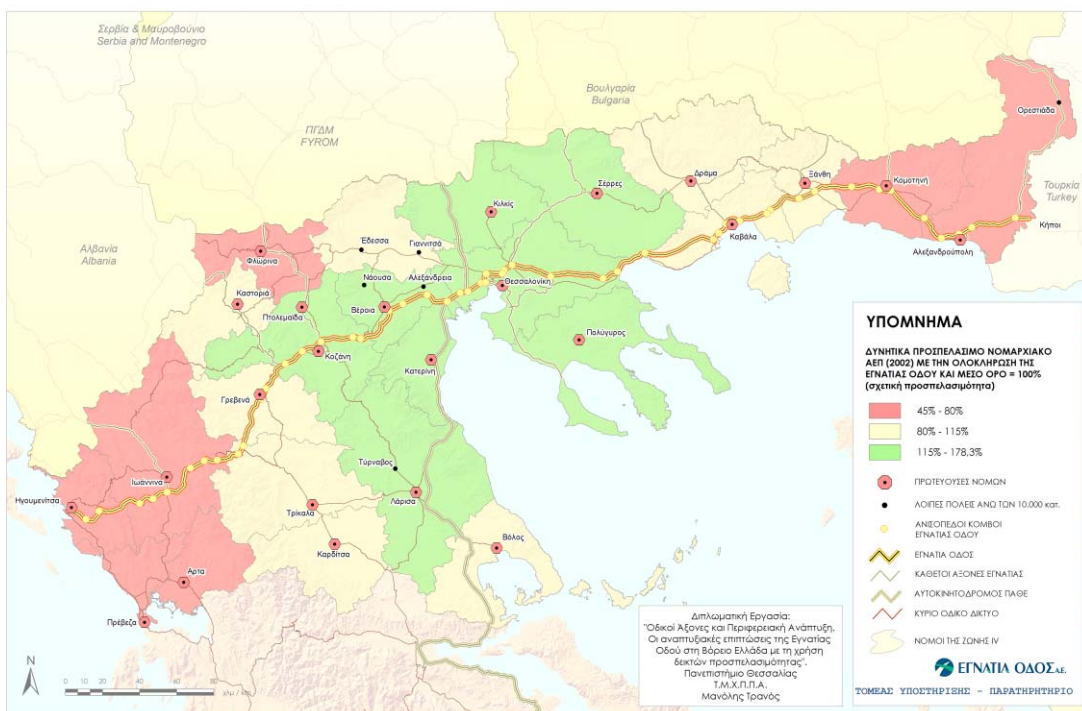 Σερβία & Μαυροβούνιο
Serbia and Montenegro
Βουλγαρία
Bulgaria
ΠΓΔΜ
FYROM
Ορεστιάδα
Τουρκία
Turkey
Αλβανία
Albania
Δράμα
Ξάνθη
Κομοτηνή
Σέρρες
Κιλκίς
Καβάλα
Κήποι
Αλεξανδρούπολη
Έδεσσα
Γιαννιτσά
Φλώρινα
Νάουσα
Αλεξάνδρεια
Θεσσαλονίκη
Καστοριά
Πτολεμαΐδα
Βέροια
Πολύγυρος
Κοζάνη
Κατερίνη
Γρεβενά
Τύρναβος
Ιωάννινα
Λάρισα
Ηγουμενίτσα
Τρίκαλα
Καρδίτσα
Βόλος
Άρτα
Πρέβεζα
ΥΠΟΜΝΗΜΑ
ΔΥΝΗΤΙΚΑ ΠΡΟΣΠΕΛΑΣΙΜΟ ΝΟΜΑΡΧΙΑΚΟ
ΑΕΠ (2002) ΜΕ ΤΗΝ ΟΛΟΚΛΗΡΩΣΗ ΤΗΣ
ΕΓΝΑΤΙΑΣ ΟΔΟΥ ΚΑΙ ΜΕΣΟ ΟΡΟ = 100%
(σχετική προσπελασιμότητα)
45% - 80%
80% - 115%
115% - 178,3%
ΠΡΩΤΕΥΟΥΣΕΣ ΝΟΜΩΝ
ΛΟΙΠΕΣ ΠΟΛΕΙΣ ΑΝΩ ΤΩΝ 10.000 κατ.
ΑΝΙΣΟΠΕΔΟΙ ΚΟΜΒΟΙ
ΕΓΝΑΤΙΑΣ ΟΔΟΥ
ΕΓΝΑΤΙΑ ΟΔΟΣ
ΚΑΘΕΤΟΙ ΑΞΟΝΕΣ ΕΓΝΑΤΙΑΣ
ΑΥΤΟΚΙΝΗΤΟΔΡΟΜΟΣ ΠΑΘΕ
ΚΥΡΙΟ ΟΔΙΚΟ ΔΙΚΤΥΟ
ΝΟΜΟΙ ΤΗΣ ΖΩΝΗΣ IV
ΕΓΝΑΤΙΑ ΟΔΟΣ Α.Ε.
ΤΟΜΕΑΣ ΥΠΟΣΤΗΡΙΞΗΣ - ΠΑΡΑΤΗΡΗΤΗΡΙΟ
Διπλωματική Εργασία:
"Οδικοί Άξονες και Περιφερειακή Ανάπτυξη,
Οι αναπτυξιακές επιπτώσεις της Εγνατίας
Οδού στη Βόρειο Ελλάδα με τη χρήση
δεικτών προσπελασιμότητας".
Πανεπιστήμιο Θεσσαλίας
Τ.Μ.Χ.Π.Π.Α.
Μανόλης Τρανός
N
0 20 40 60 80
χλμ / km